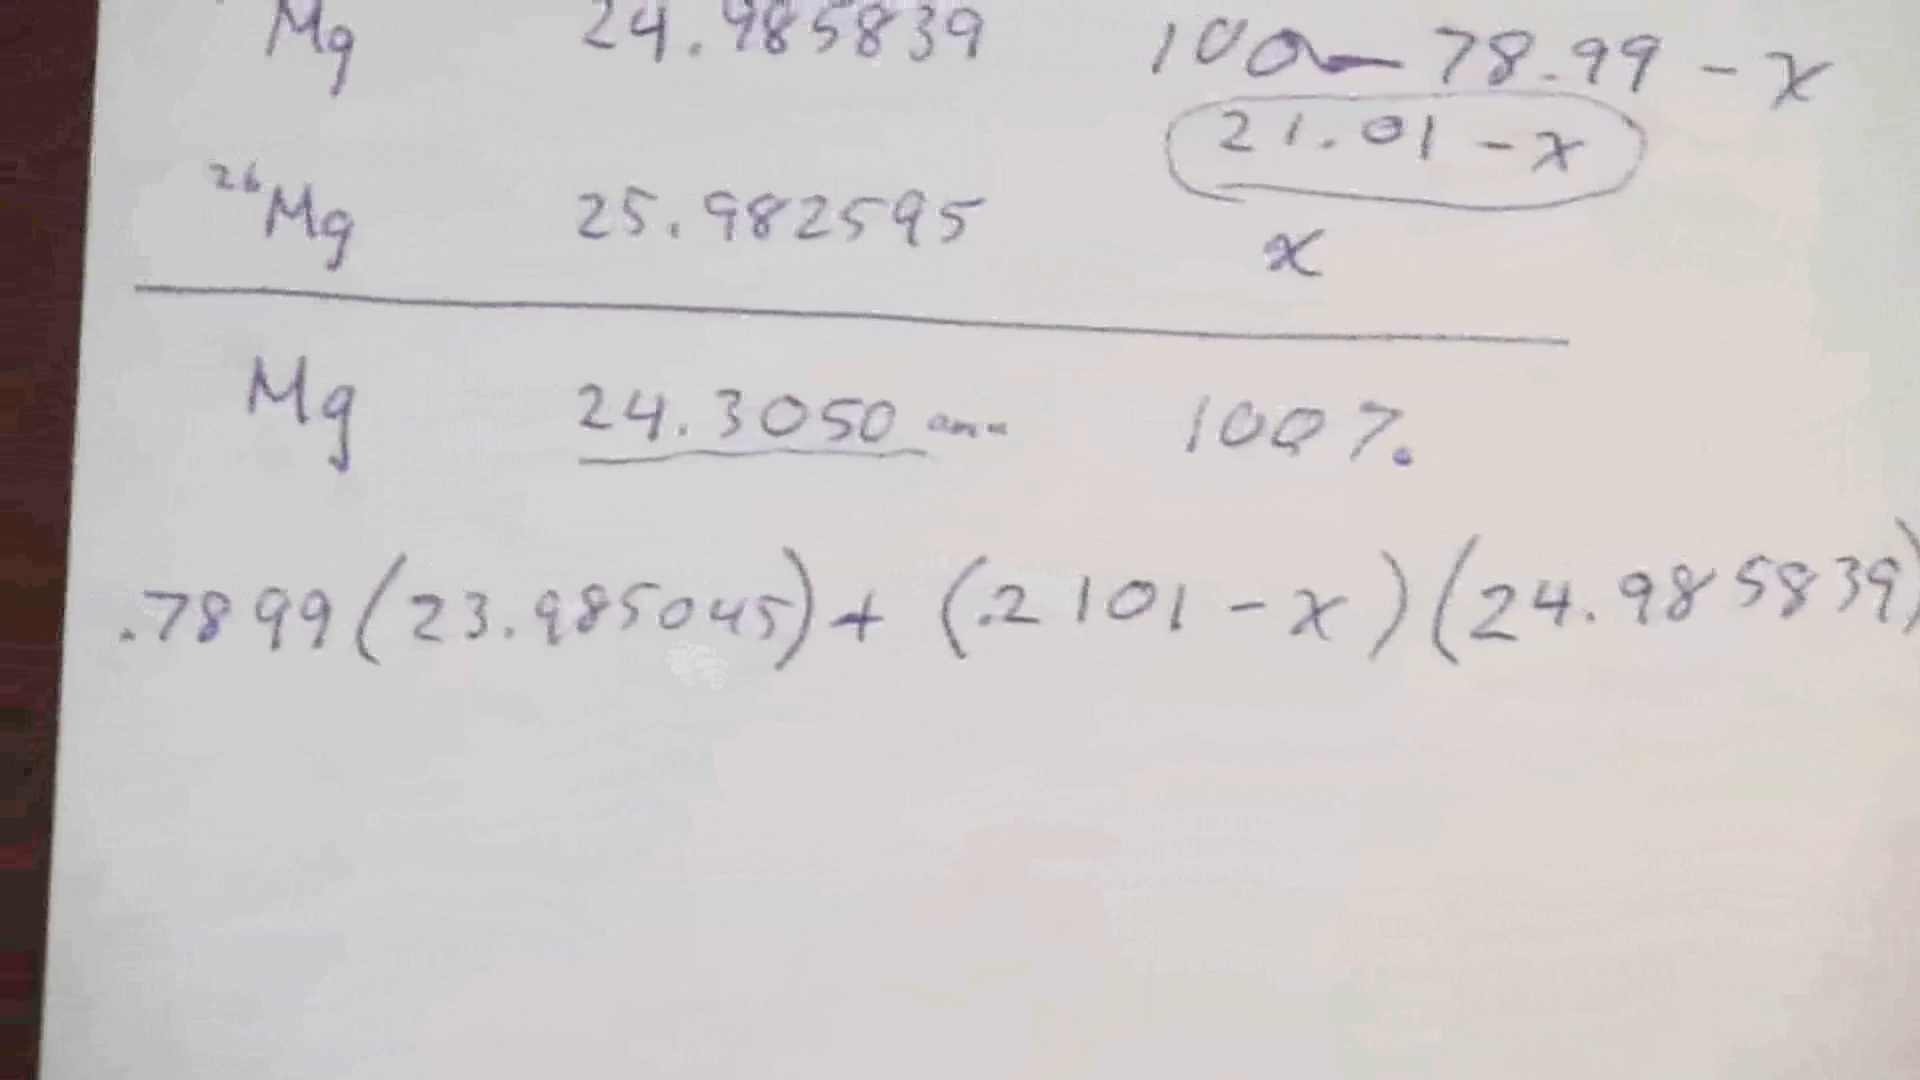 Mg 24.985839 100 - 78.99 - x
21.01 - x
26Mg 25.982595 x
Mg 24.3050 amu 100%
.7899(23.985045) + (.2101 - x)(24.985839)